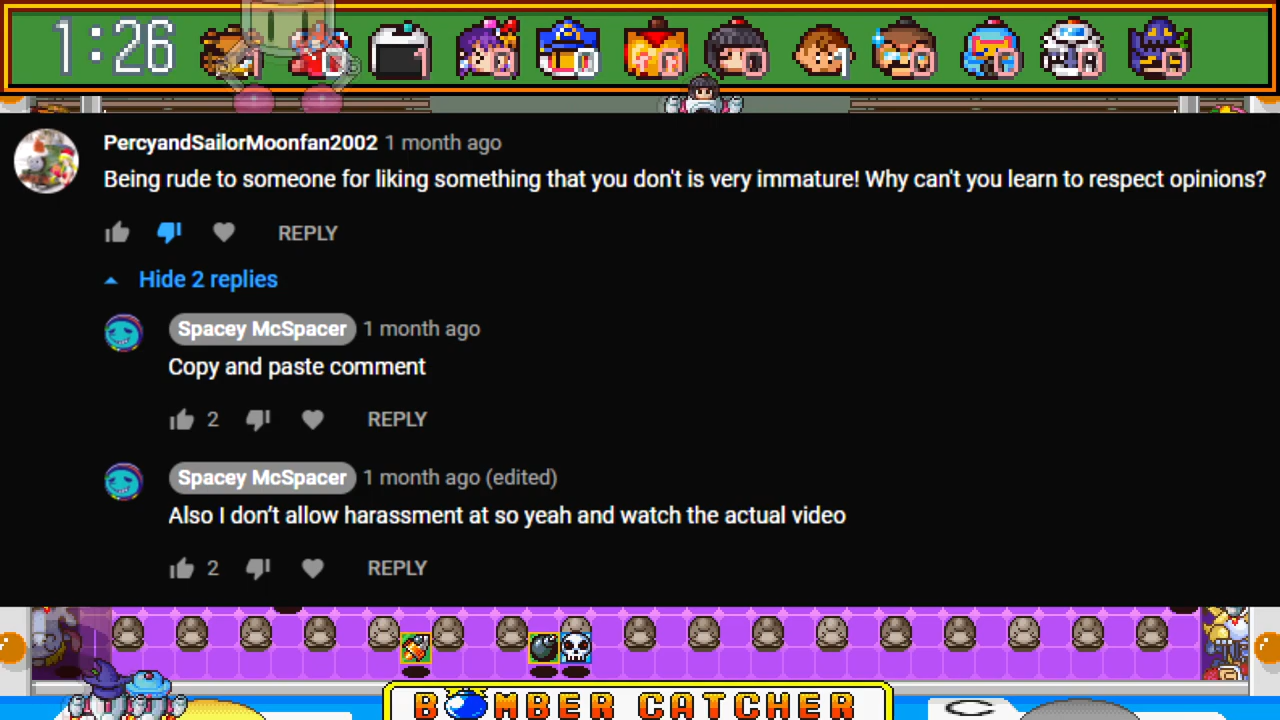 1:26
PercyandSailorMoonfan2002 1 month ago
Being rude to someone for liking something that you don't is very immature! Why can't you learn to respect opinions?
REPLY
Hide 2 replies
Spacey McSpacer 1 month ago
Copy and paste comment
2 REPLY
Spacey McSpacer 1 month ago (edited)
Also I don’t allow harassment at so yeah and watch the actual video
2 REPLY
BOMBER CATCHER